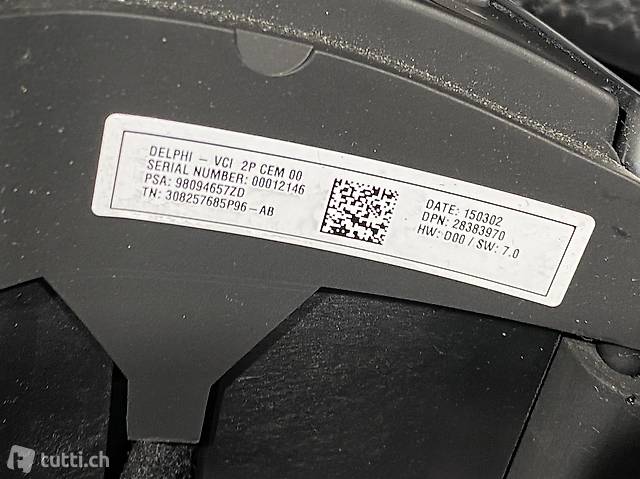 DELPHI - VCI 2P CEM 00
SERIAL NUMBER: 00012146
PSA: 98094657ZD
TN: 308257685P96-AB
DATE: 150302
DPN: 28383970
HW: D00 / SW: 7.0
tutti.ch